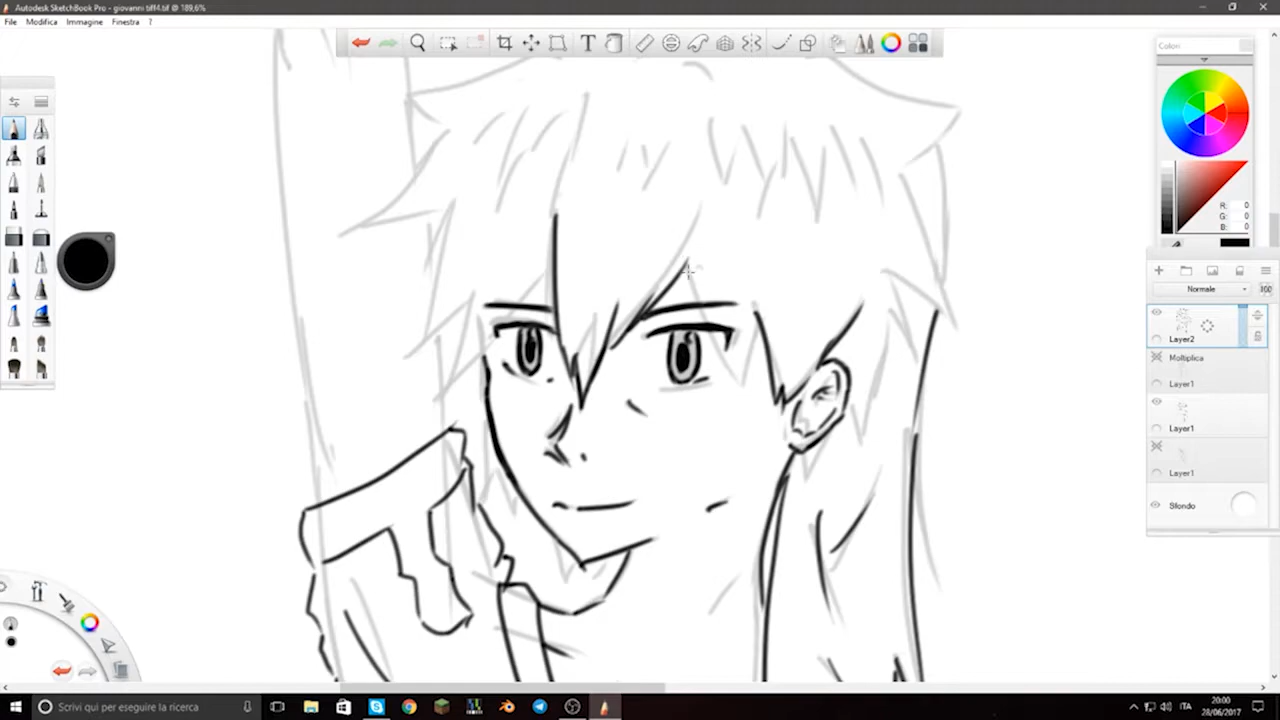 Autodesk SketchBook Pro - giovanni tiff4.tif @ 189,6%
File Modifica Immagine Finestra ?
T
Colori
R: 0
G: 0
B: 0
Normale 100
Layer2
Moltiplica
Layer1
Layer1
Layer1
Sfondo
Scrivi qui per eseguire la ricerca
ITA
20:00
28/06/2017